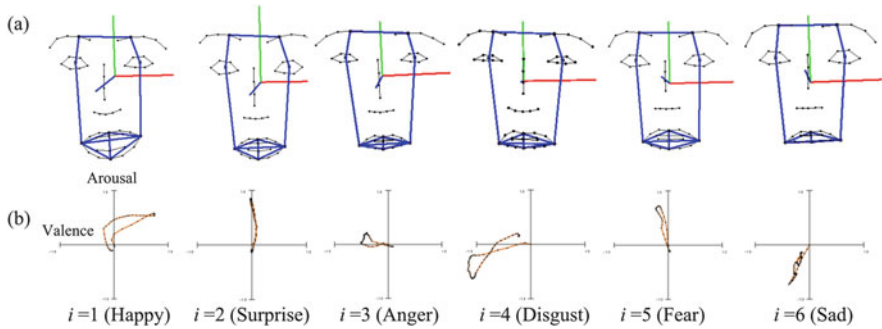 (a)
Arousal
(b)
Valence
i =1 (Happy) i =2 (Surprise) i =3 (Anger) i =4 (Disgust) i =5 (Fear) i =6 (Sad)